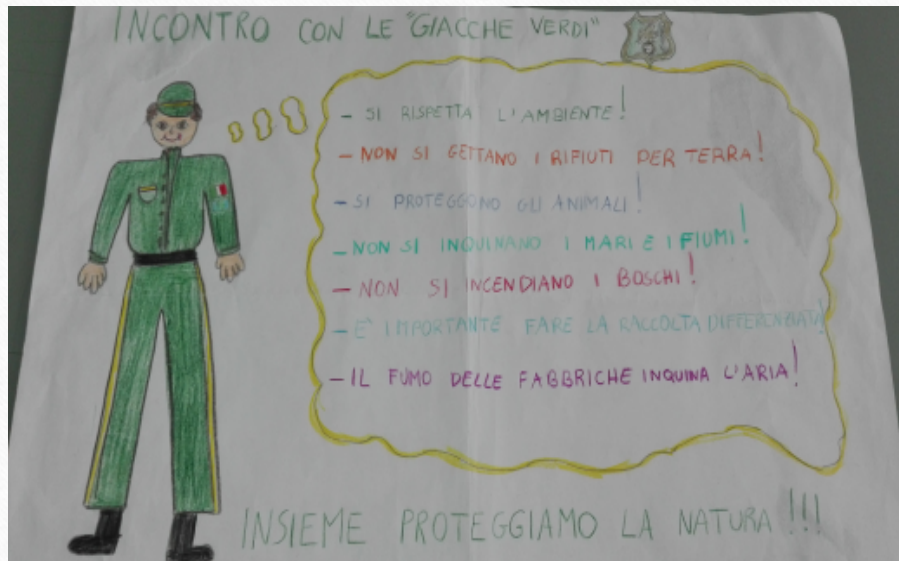 INCONTRO CON LE "GIACCHE VERDI"
- SI RISPETTA L'AMBIENTE!
- NON SI GETTANO I RIFIUTI PER TERRA!
- SI PROTEGGONO GLI ANIMALI!
- NON SI INQUINANO I MARI E I FIUMI!
- NON SI INCENDIANO I BOSCHI!
- E' IMPORTANTE FARE LA RACCOLTA DIFFERENZIATA!
- IL FUMO DELLE FABBRICHE INQUINA L'ARIA!
INSIEME PROTEGGIAMO LA NATURA!!!